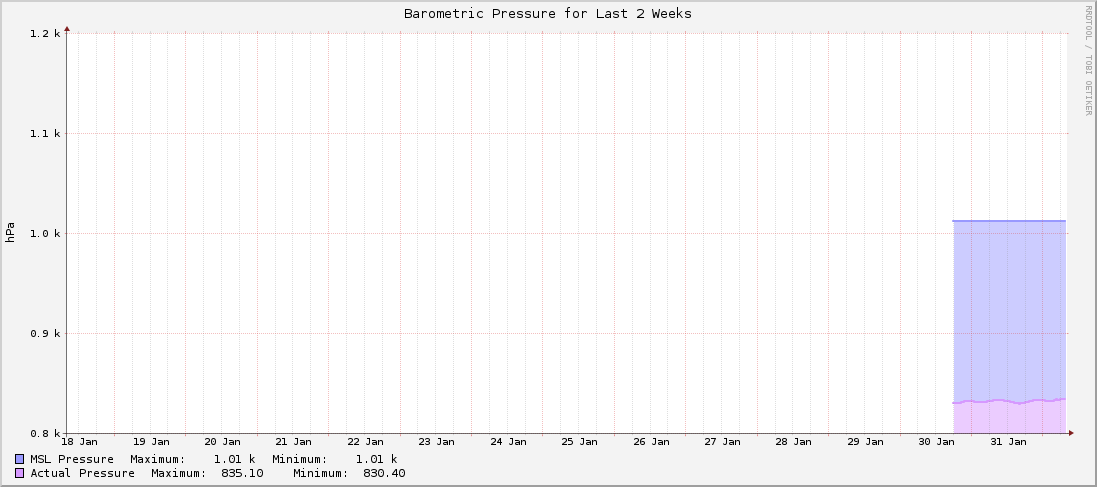 Barometric Pressure for Last 2 Weeks
RRDTOOL / TOBI OETIKER
hPa
1.2 k
1.1 k
1.0 k
0.9 k
0.8 k
18 Jan 19 Jan 20 Jan 21 Jan 22 Jan 23 Jan 24 Jan 25 Jan 26 Jan 27 Jan 28 Jan 29 Jan 30 Jan 31 Jan
MSL Pressure Maximum: 1.01 k Minimum: 1.01 k
Actual Pressure Maximum: 835.10 Minimum: 830.40